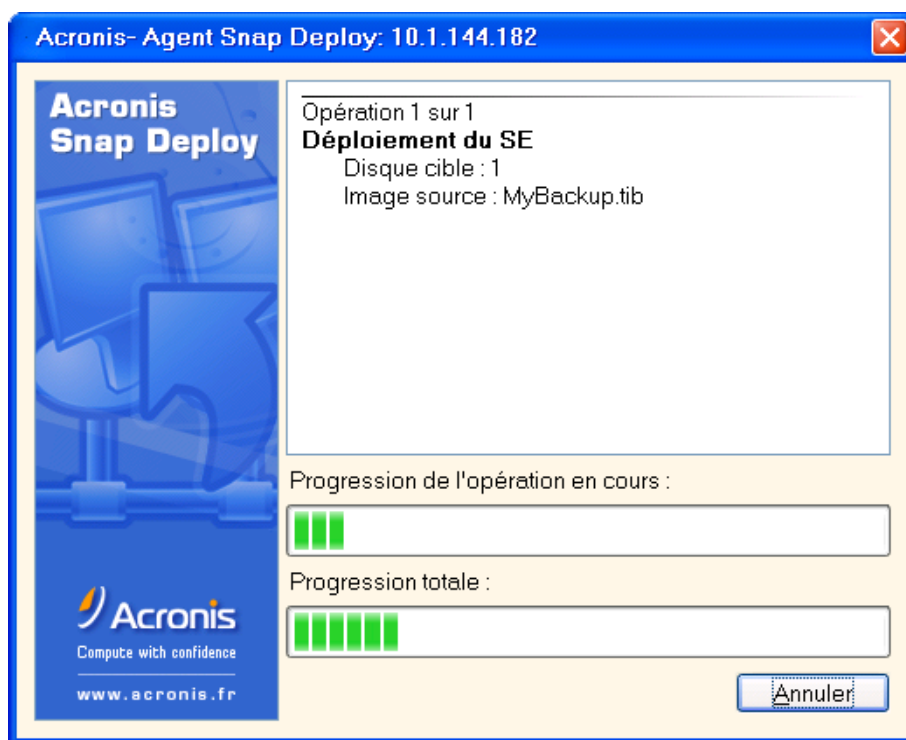 Acronis- Agent Snap Deploy: 10.1.144.182
Acronis
Snap Deploy
Opération 1 sur 1
Déploiement du SE
Disque cible : 1
Image source : MyBackup.tib
Progression de l'opération en cours :
Progression totale :
Acronis
Compute with confidence
www.acronis.fr
Annuler